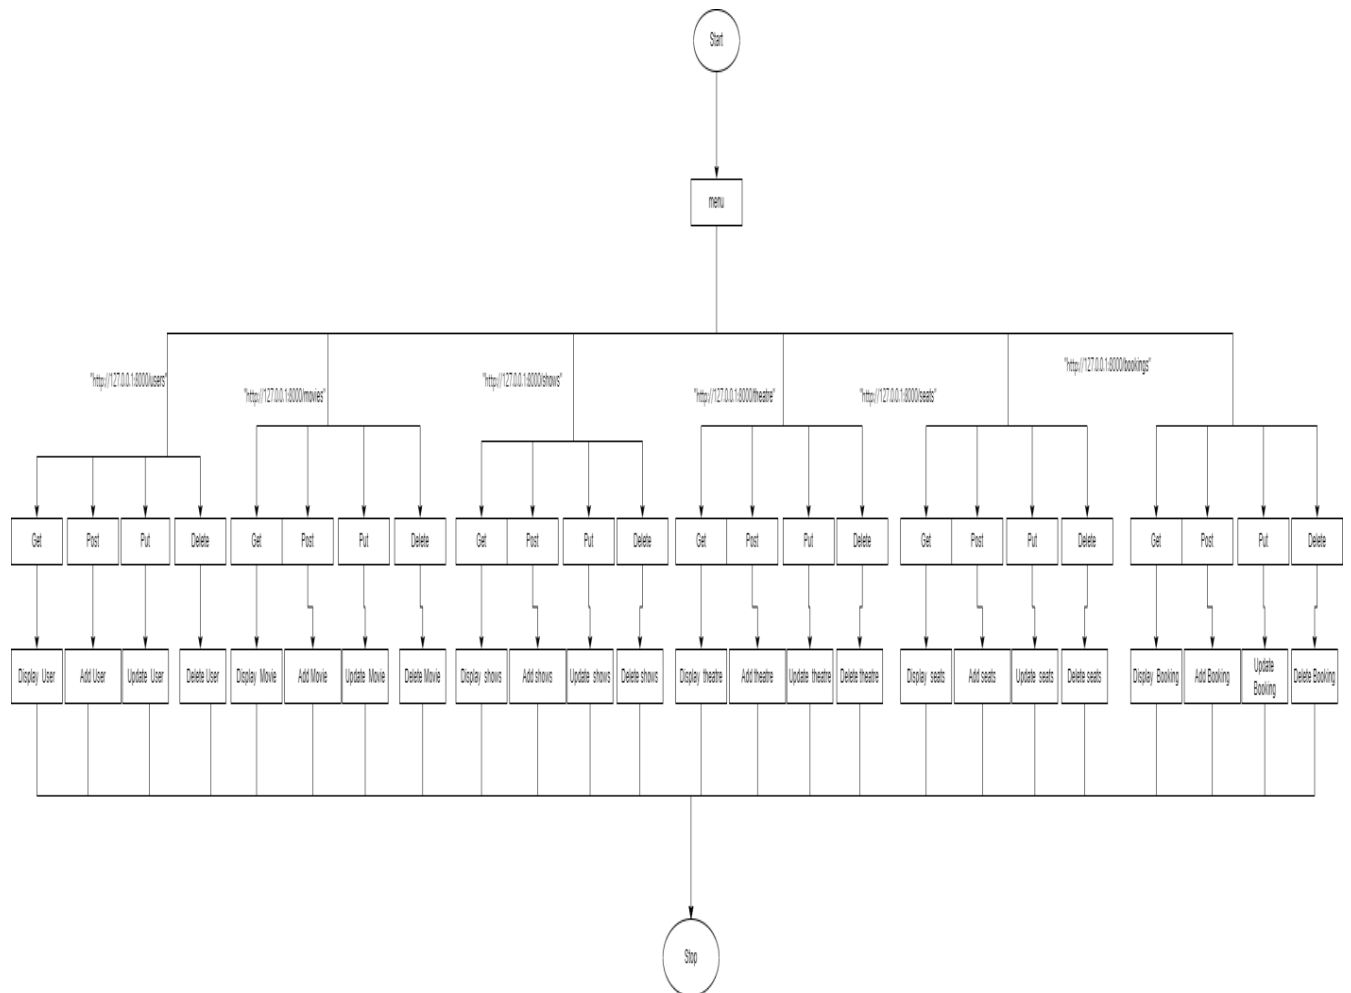 Start
menu
"http://127.0.0.1:8000/users"
"http://127.0.0.1:8000/movies"
"http://127.0.0.1:8000/shows"
"http://127.0.0.1:8000/theatre"
"http://127.0.0.1:8000/seats"
"http://127.0.0.1:8000/bookings"
Get Post Put Delete Get Post Put Delete Get Post Put Delete Get Post Put Delete Get Post Put Delete Get Post Put Delete
Display User Add User Update User Delete User Display Movie Add Movie Update Movie Delete Movie Display shows Add shows Update shows Delete shows Display theatre Add theatre Update theatre Delete theatre Display seats Add seats Update seats Delete seats Display Booking Add Booking Update Booking Delete Booking
Stop